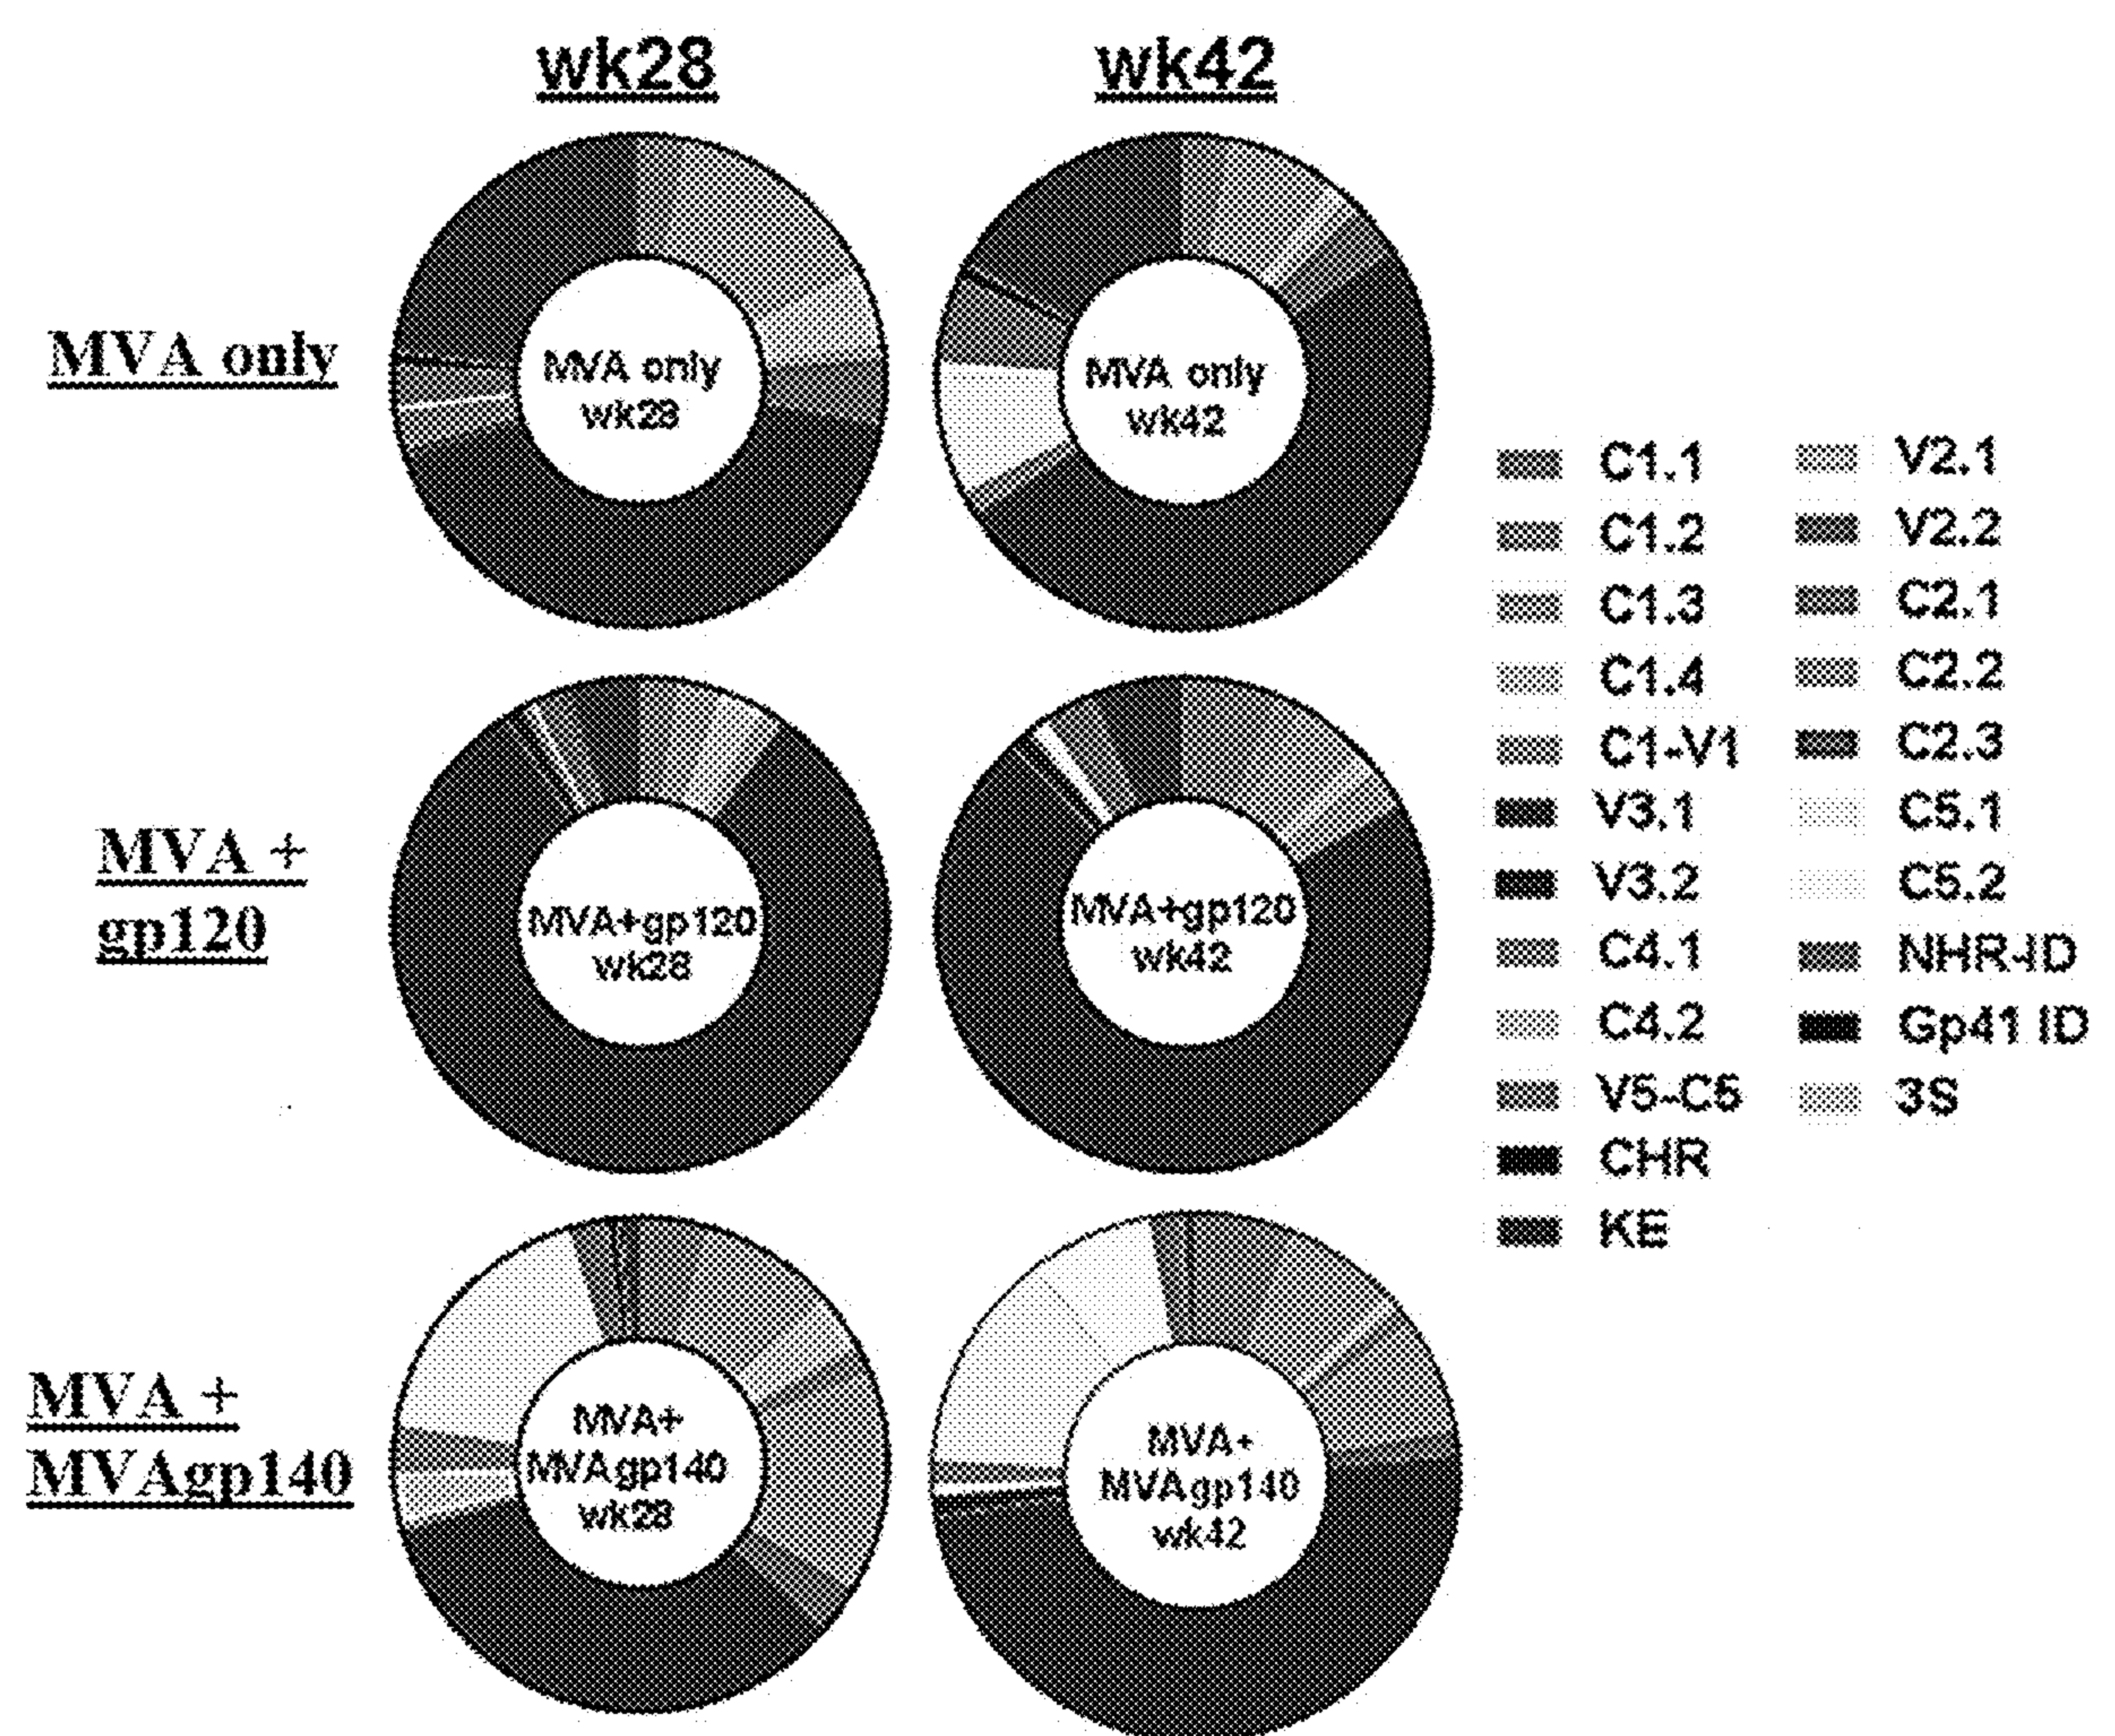 wk28
wk42
MVA only
MVA only
wk28
MVA only
wk42
MVA +
gp120
MVA+gp120
wk28
MVA+gp120
wk42
MVA +
MVAgp140
MVA+
MVAgp140
wk28
MVA+
MVAgp140
wk42
C1.1
C1.2
C1.3
C1.4
C1-V1
V3.1
V3.2
C4.1
C4.2
V5-C5
CHR
KE
V2.1
V2.2
C2.1
C2.2
C2.3
C5.1
C5.2
NHR-ID
Gp41 ID
3S